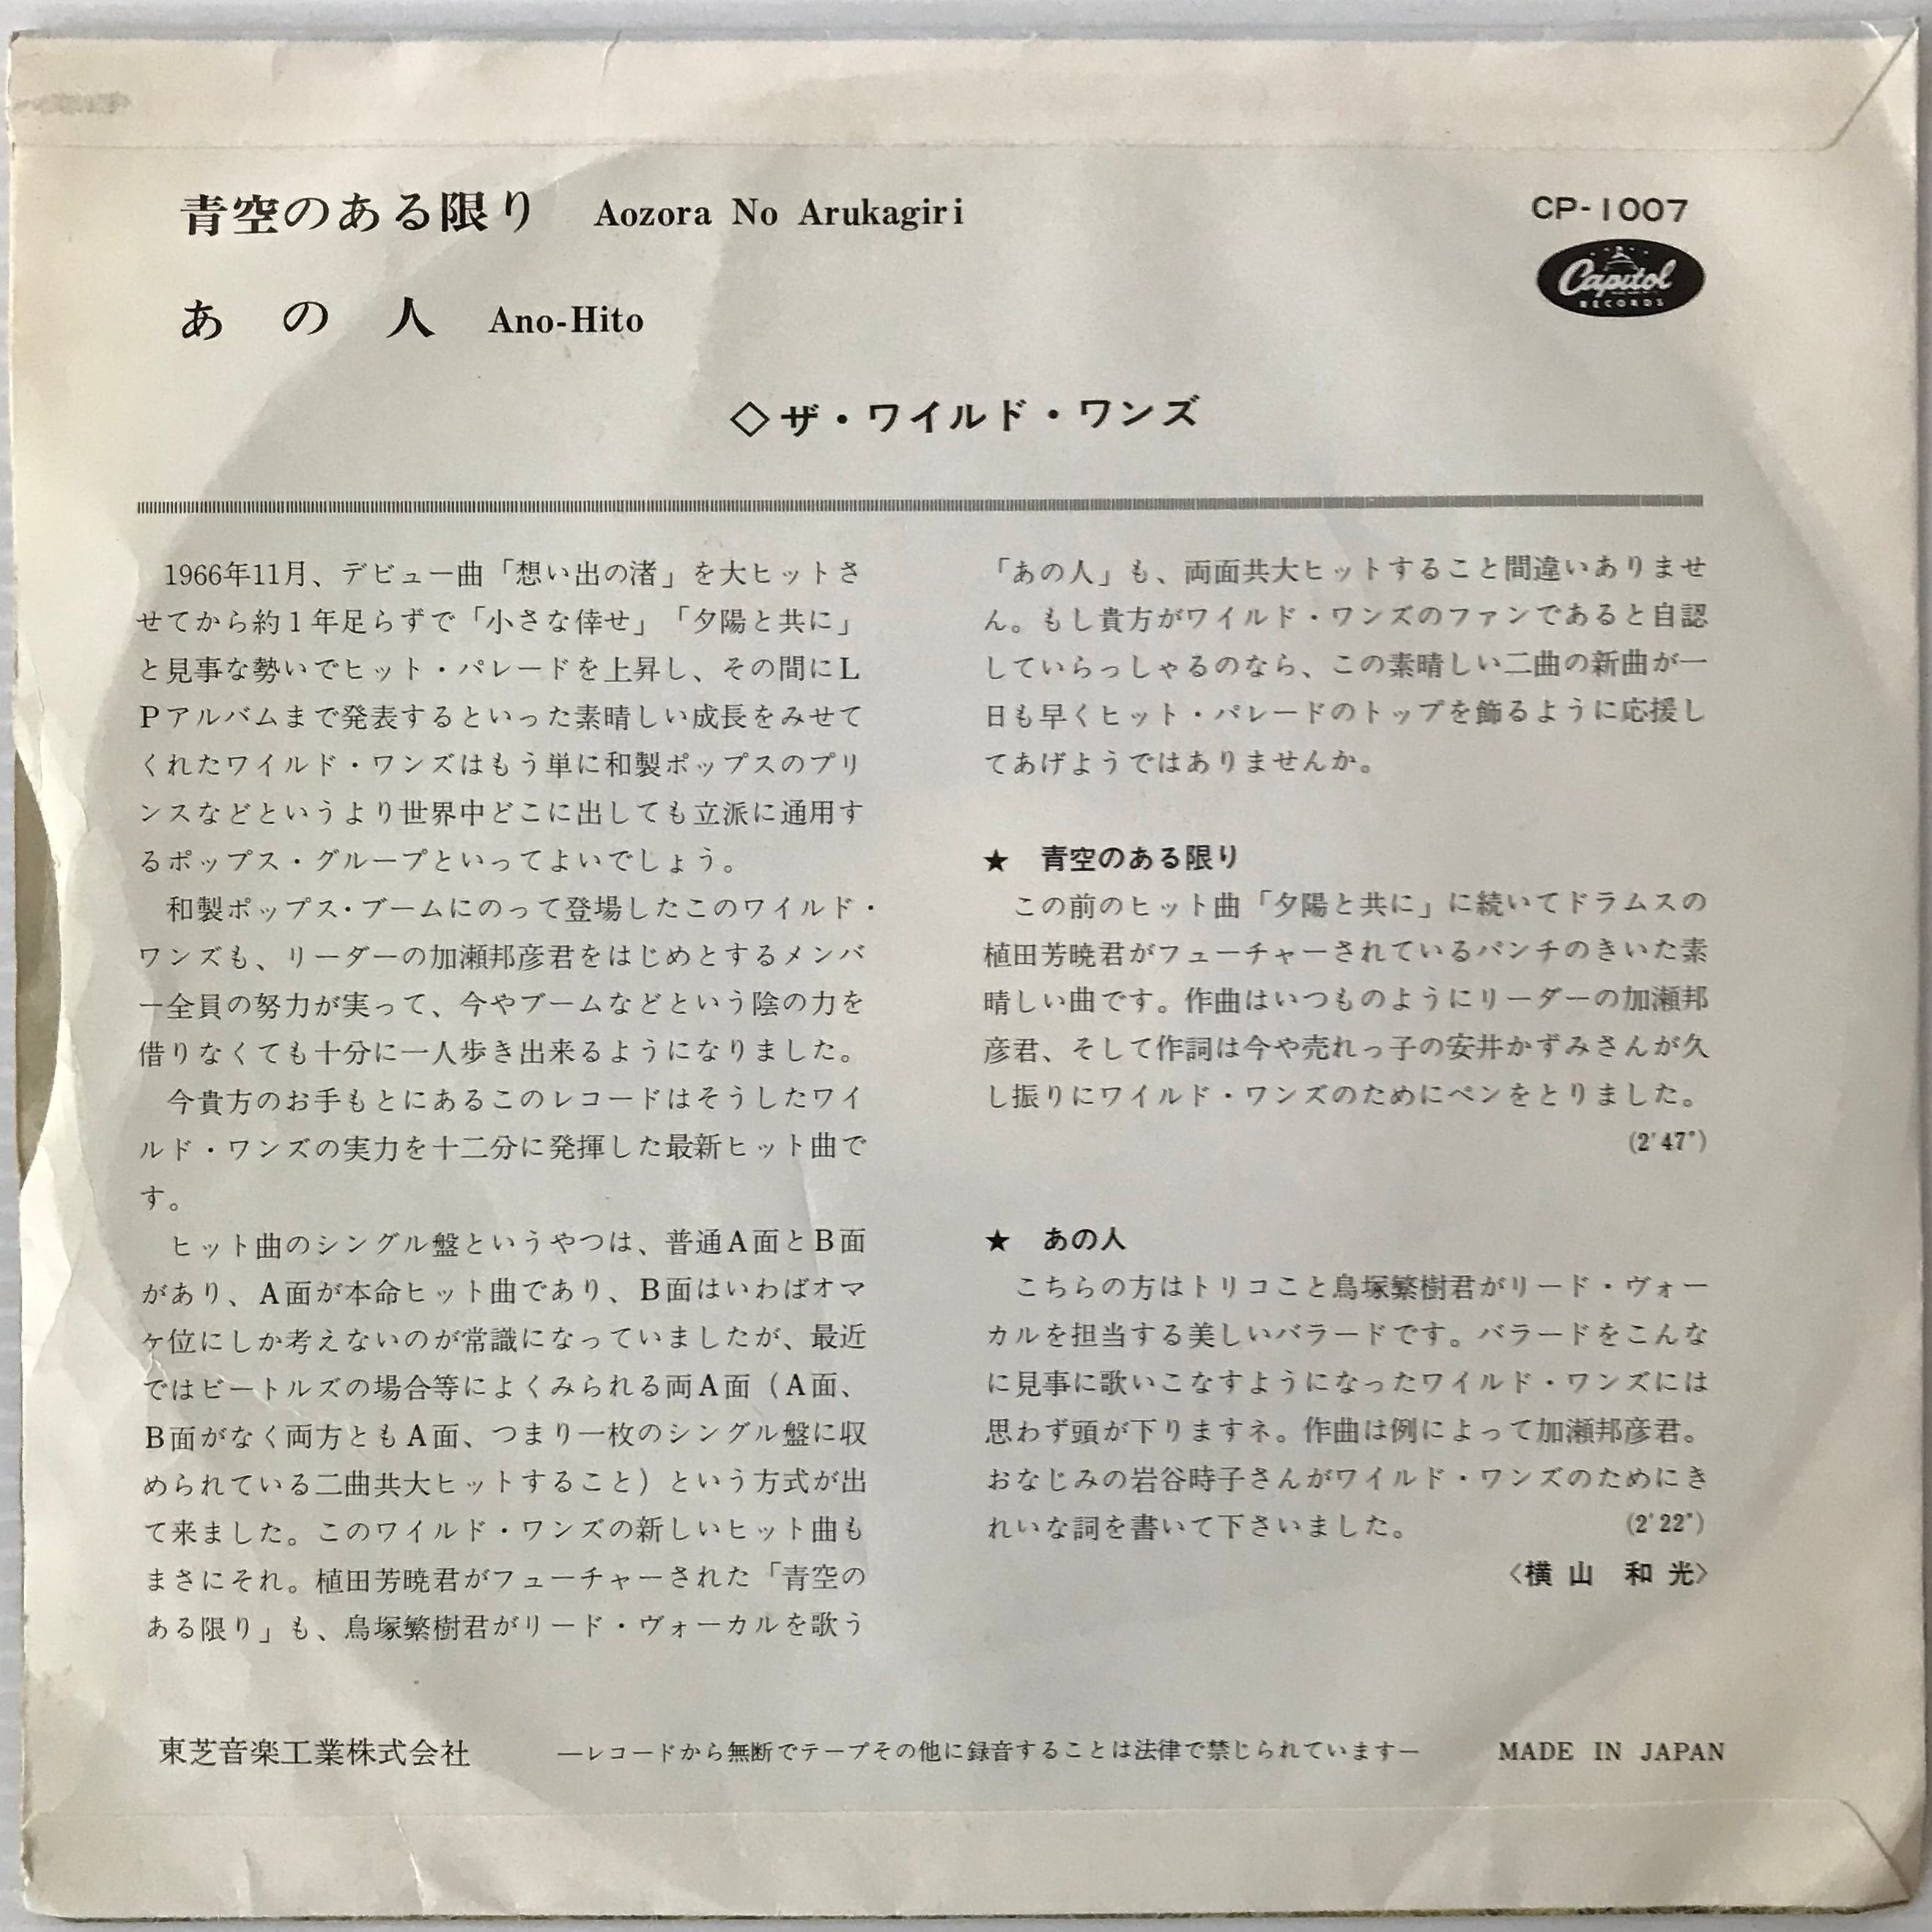 青空のある限り Aozora No Arukagiri
CP-1007
Capitol
RECORDS
あの人 Ano-Hito
◇ザ・ワイルド・ワンズ
1966年11月、デビュー曲「想い出の渚」を大ヒットさ
せてから約1年足らずで「小さな倖せ」「夕陽と共に」
と見事な勢いでヒット・パレードを上昇し、その間にL
Pアルバムまで発表するといった素晴しい成長をみせて
くれたワイルド・ワンズはもう単に和製ポップスのプリ
ンスなどというより世界中どこに出しても立派に通用す
るポップス・グループといってよいでしょう。
和製ポップス・ブームにのって登場したこのワイルド・
ワンズも、リーダーの加瀬邦彦君をはじめとするメンバ
ー全員の努力が実って、今やブームなどという陰の力を
借りなくても十分に一人歩き出来るようになりました。
今貴方のお手もとにあるこのレコードはそうしたワイ
ルド・ワンズの実力を十二分に発揮した最新ヒット曲で
す。
ヒット曲のシングル盤というやつは、普通A面とB面
があり、A面が本命ヒット曲であり、B面はいわばオマ
ケ位にしか考えないのが常識になっていましたが、最近
ではビートルズの場合等によくみられる両A面（A面、
B面がなく両方ともA面、つまり一枚のシングル盤に収
められている二曲共大ヒットすること）という方式が出
て来ました。このワイルド・ワンズの新しいヒット曲も
まさにそれ。植田芳暁君がフューチャーされた「青空の
ある限り」も、鳥塚繁樹君がリード・ヴォーカルを歌う
「あの人」も、両面共大ヒットすること間違いありませ
ん。もし貴方がワイルド・ワンズのファンであると自認
していらっしゃるのなら、この素晴しい二曲の新曲が一
日も早くヒット・パレードのトップを飾るように応援し
てあげようではありませんか。
★ 青空のある限り
この前のヒット曲「夕陽と共に」に続いてドラムスの
植田芳暁君がフューチャーされているパンチのきいた素
晴しい曲です。作曲はいつものようにリーダーの加瀬邦
彦君、そして作詞は今や売れっ子の安井かずみさんが久
し振りにワイルド・ワンズのためにペンをとりました。
(2'47")
★ あの人
こちらの方はトリコこと鳥塚繁樹君がリード・ヴォー
カルを担当する美しいバラードです。バラードをこんな
に見事に歌いこなすようになったワイルド・ワンズには
思わず頭が下りますネ。作曲は例によって加瀬邦彦君。
おなじみの岩谷時子さんがワイルド・ワンズのためにき
れいな詞を書いて下さいました。 (2'22")
〈横山 和光〉
東芝音楽工業株式会社 ―レコードから無断でテープその他に録音することは法律で禁じられています― MADE IN JAPAN